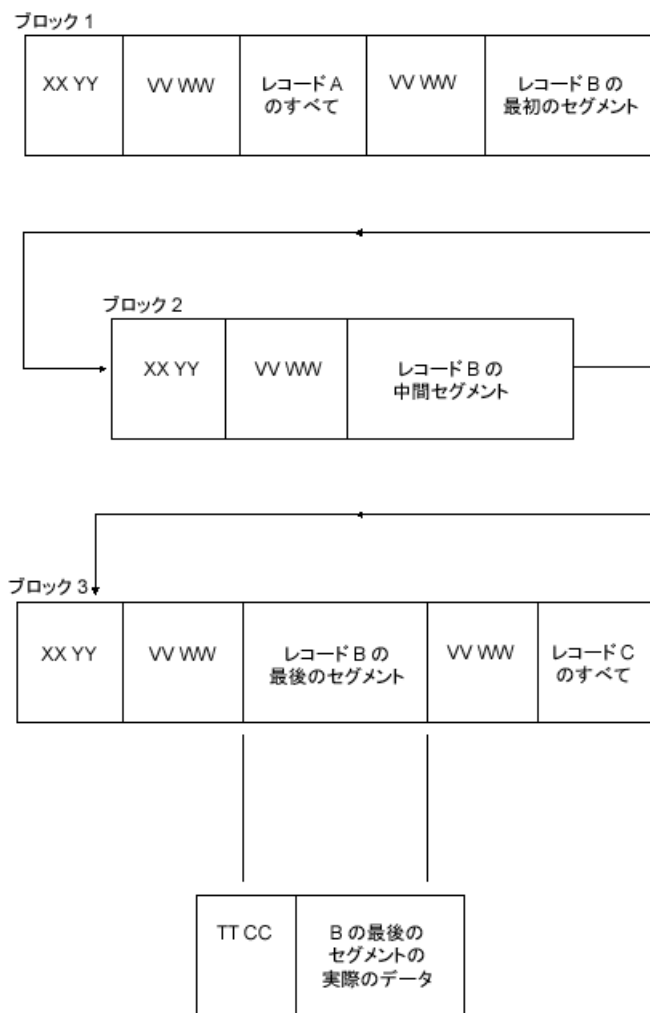 ブロック 1
XX YY
VV WW
レコード A
のすべて
VV WW
レコード B の
最初のセグメント
ブロック 2
XX YY
VV WW
レコード B の
中間セグメント
ブロック 3
XX YY
VV WW
レコード B の
最後のセグメント
VV WW
レコード C
のすべて
TT CC
B の最後の
セグメントの
実際のデータ